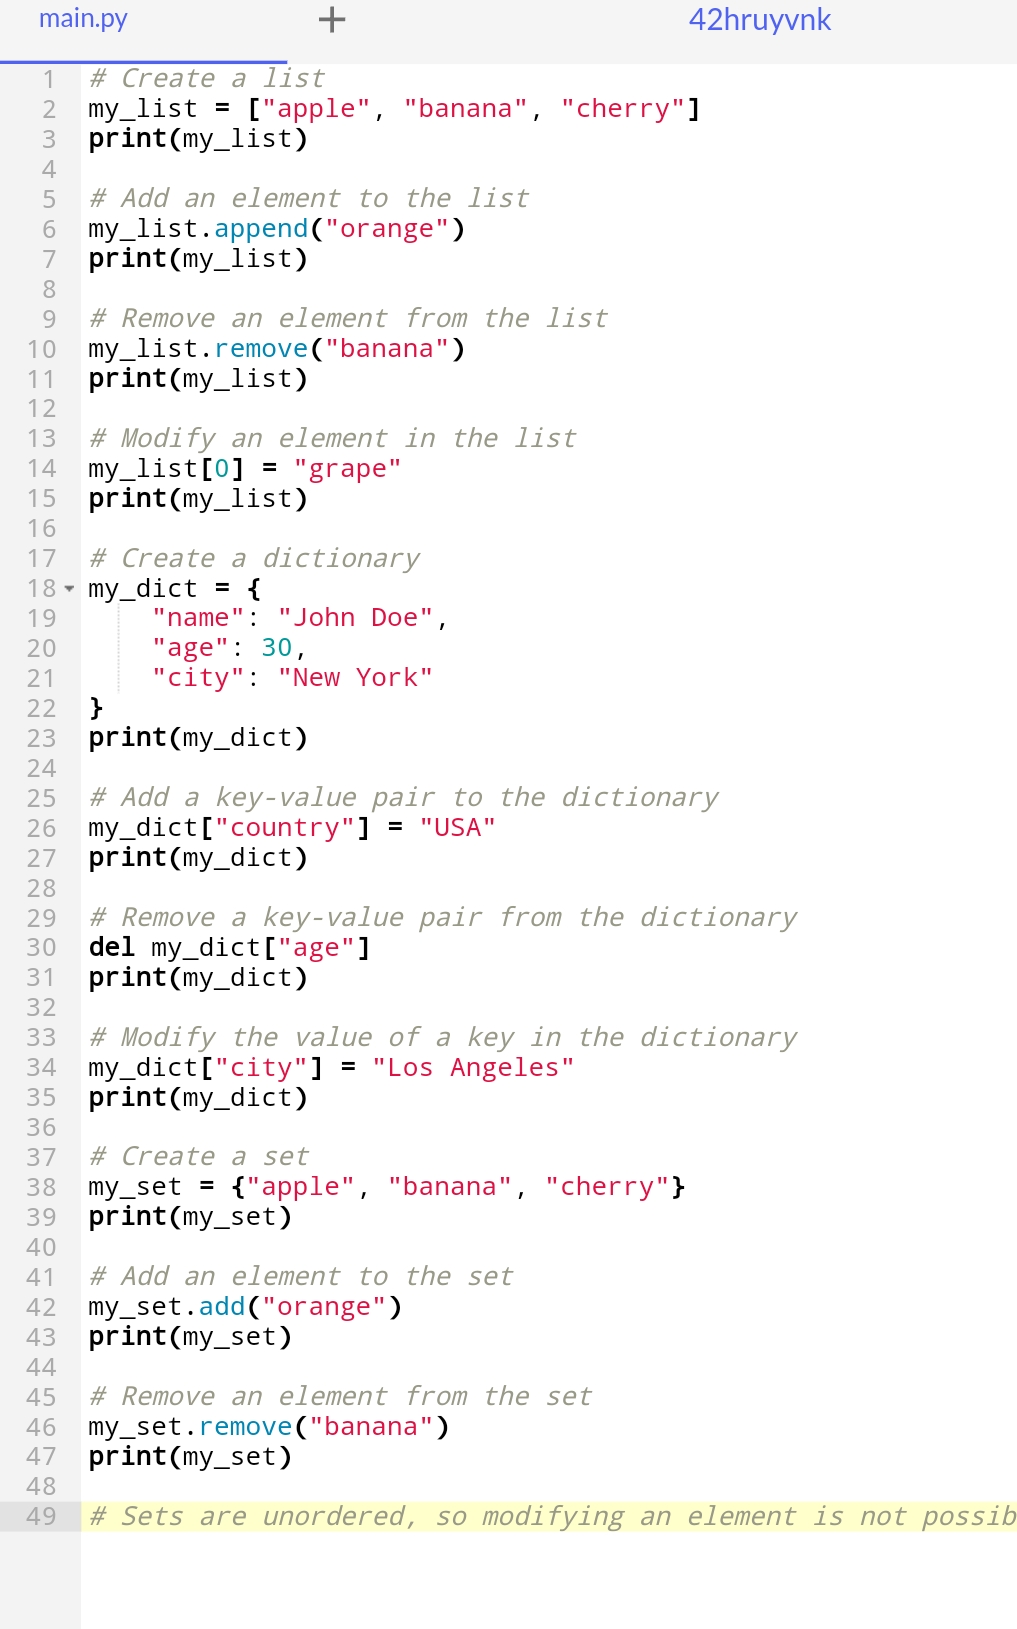 main.py + 42hruyvnk
1 # Create a list
2 my_list = ["apple", "banana", "cherry"]
3 print(my_list)
4
5 # Add an element to the list
6 my_list.append("orange")
7 print(my_list)
8
9 # Remove an element from the list
10 my_list.remove("banana")
11 print(my_list)
12
13 # Modify an element in the list
14 my_list[0] = "grape"
15 print(my_list)
16
17 # Create a dictionary
18 my_dict = {
19     "name": "John Doe",
20     "age": 30,
21     "city": "New York"
22 }
23 print(my_dict)
24
25 # Add a key-value pair to the dictionary
26 my_dict["country"] = "USA"
27 print(my_dict)
28
29 # Remove a key-value pair from the dictionary
30 del my_dict["age"]
31 print(my_dict)
32
33 # Modify the value of a key in the dictionary
34 my_dict["city"] = "Los Angeles"
35 print(my_dict)
36
37 # Create a set
38 my_set = {"apple", "banana", "cherry"}
39 print(my_set)
40
41 # Add an element to the set
42 my_set.add("orange")
43 print(my_set)
44
45 # Remove an element from the set
46 my_set.remove("banana")
47 print(my_set)
48
49 # Sets are unordered, so modifying an element is not possib